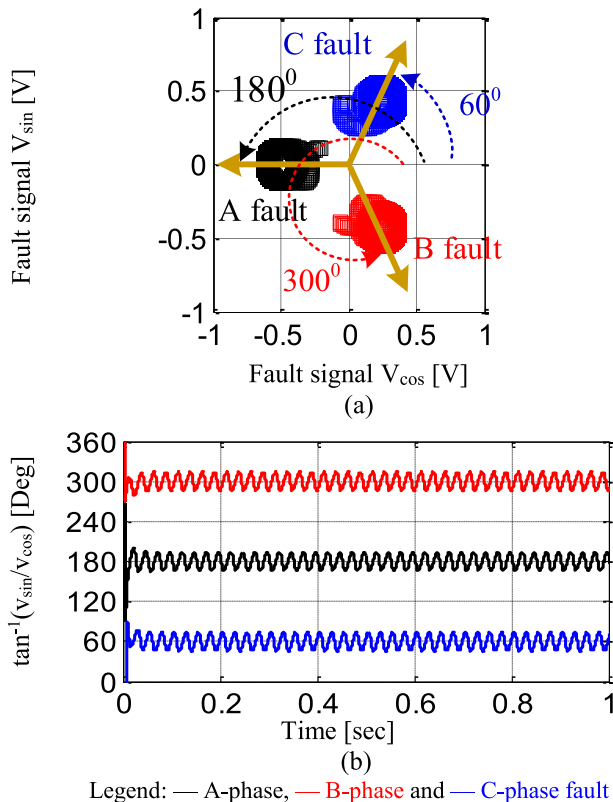 Fault signal V_sin [V]
1
0.5
0
-0.5
-1
C fault
180⁰
60⁰
A fault
B fault
300⁰
-1 -0.5 0 0.5 1
Fault signal V_cos [V]
(a)
tan⁻¹(v_sin/v_cos) [Deg]
360
300
240
180
120
60
0
0 0.2 0.4 0.6 0.8 1
Time [sec]
(b)
Legend: — A-phase, — B-phase and — C-phase fault